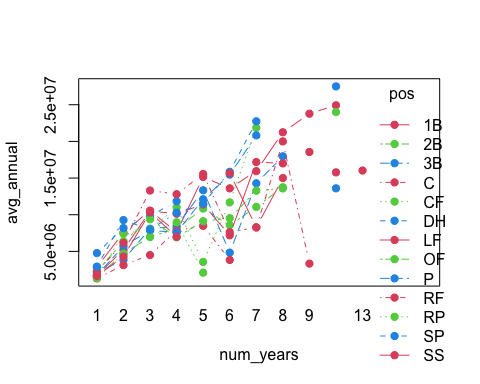 pos
2.5e+07
1.5e+07
5.0e+06
avg_annual
1B
2B
3B
C
CF
DH
LF
OF
P
RF
RP
SP
SS
1 2 3 4 5 6 7 8 9 13
num_years